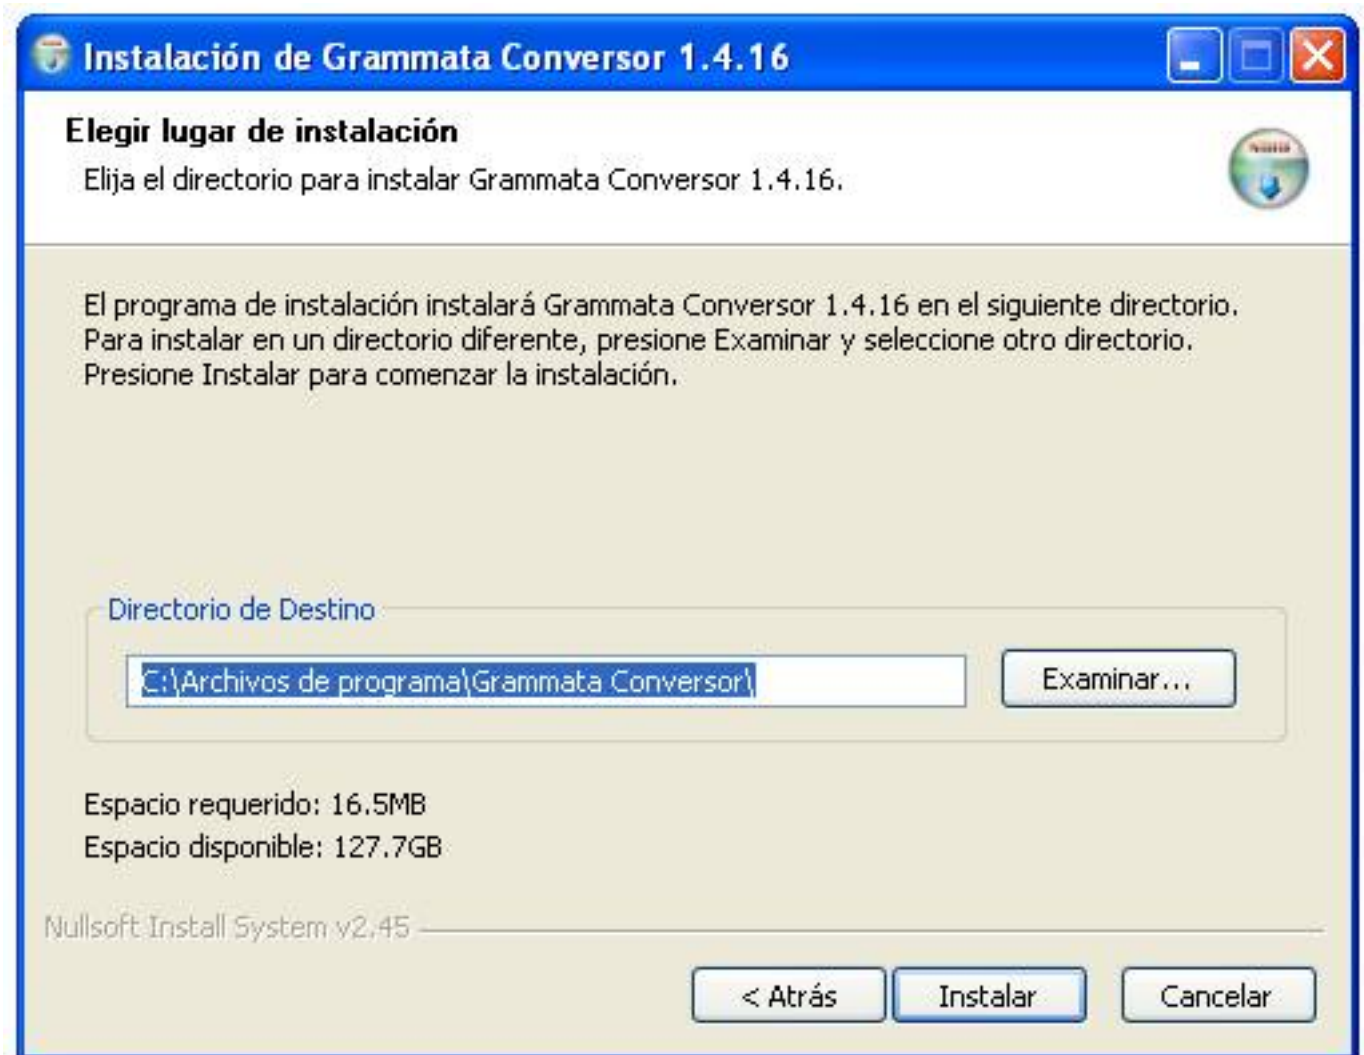 Instalación de Grammata Conversor 1.4.16
Elegir lugar de instalación
Elija el directorio para instalar Grammata Conversor 1.4.16.
El programa de instalación instalará Grammata Conversor 1.4.16 en el siguiente directorio.
Para instalar en un directorio diferente, presione Examinar y seleccione otro directorio.
Presione Instalar para comenzar la instalación.
Directorio de Destino
C:\Archivos de programa\Grammata Conversor\
Examinar...
Espacio requerido: 16.5MB
Espacio disponible: 127.7GB
Nullsoft Install System v2.45
< Atrás
Instalar
Cancelar